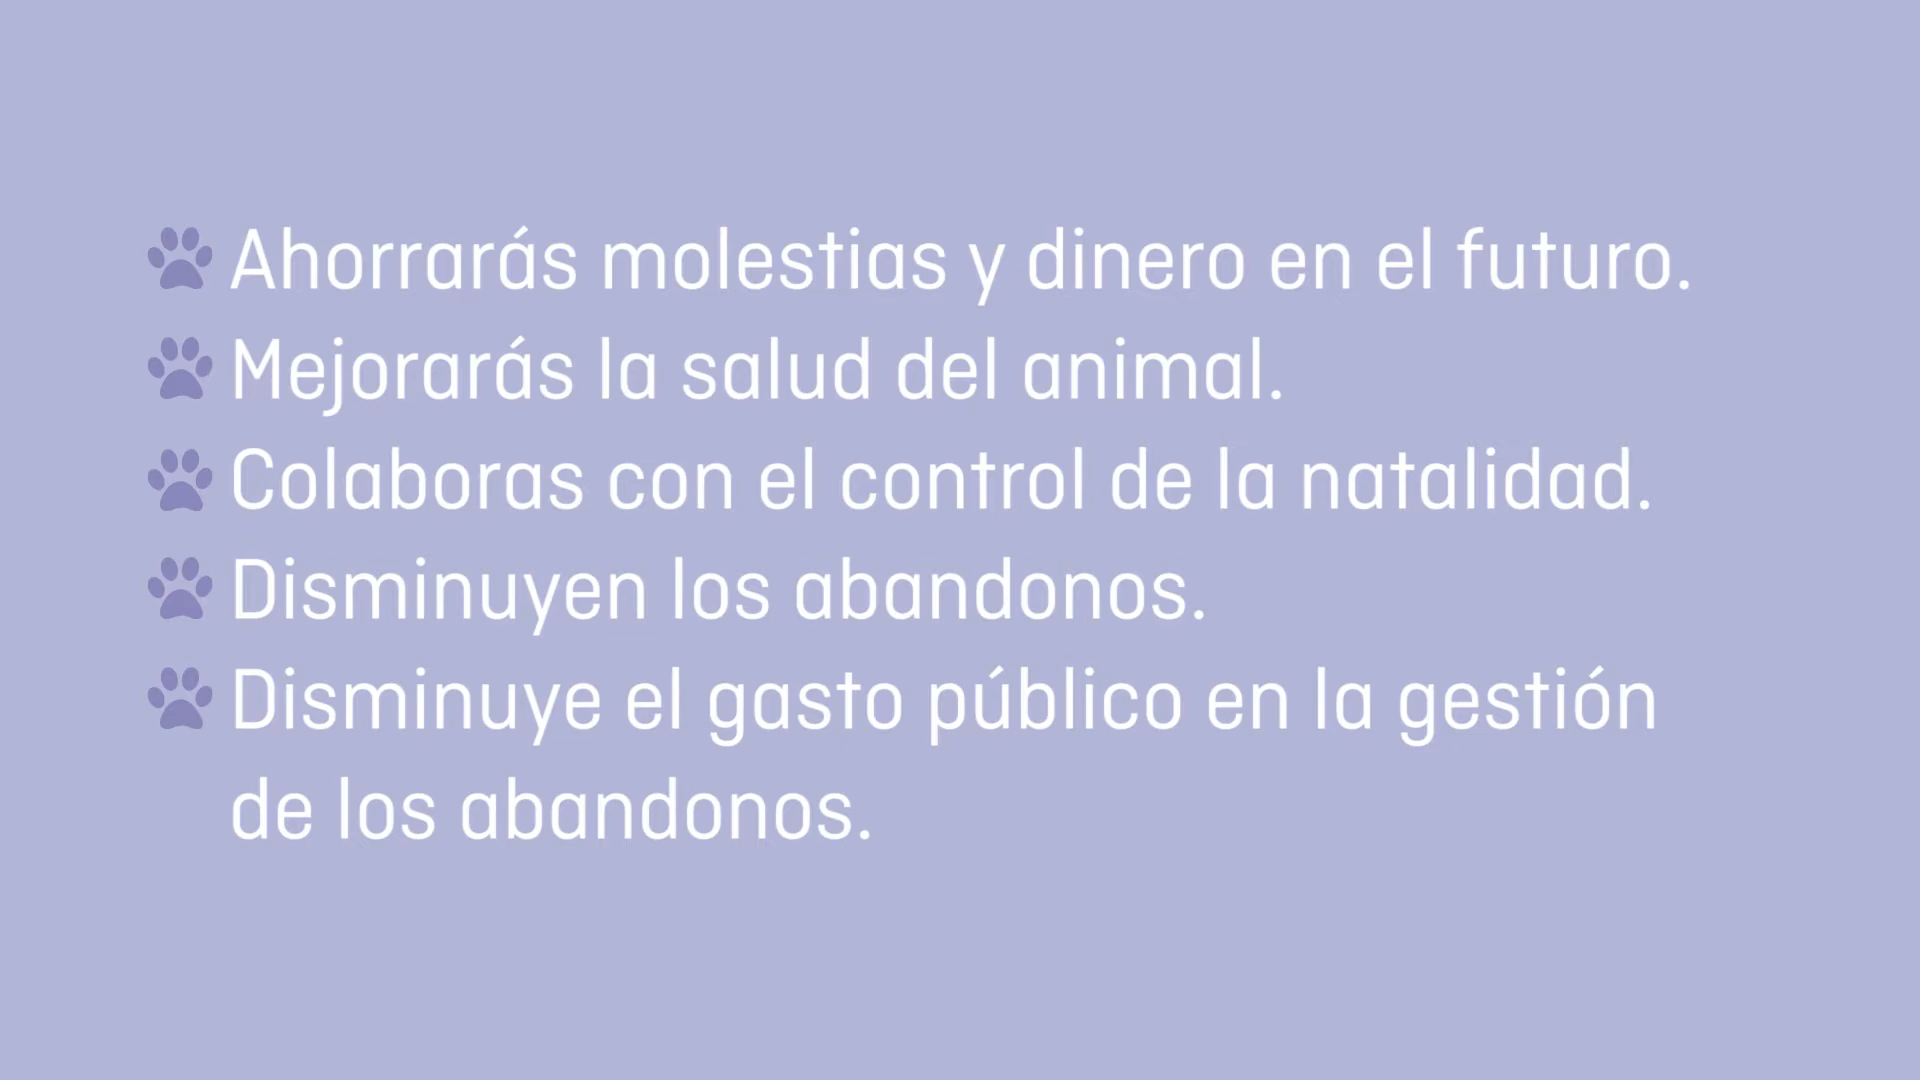 Ahorrarás molestias y dinero en el futuro.
Mejorarás la salud del animal.
Colaboras con el control de la natalidad.
Disminuyen los abandonos.
Disminuye el gasto público en la gestión
de los abandonos.